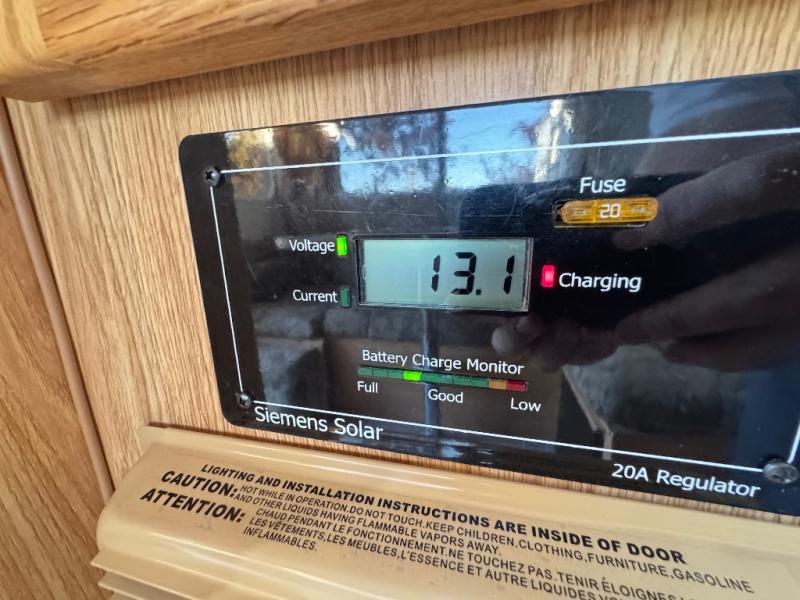 Fuse
20
Voltage
13.1
Charging
Current
Battery Charge Monitor
Full
Good
Low
Siemens Solar
20A Regulator
LIGHTING AND INSTALLATION INSTRUCTIONS ARE INSIDE OF DOOR
CAUTION: HOT WHILE IN OPERATION.DO NOT TOUCH.KEEP CHILDREN,CLOTHING,FURNITURE,GASOLINE
AND OTHER LIQUIDS HAVING FLAMMABLE VAPORS AWAY.
ATTENTION: CHAUD PENDANT LE FONCTIONNEMENT.NE TOUCHEZ PAS.TENIR ÉLOIGNES
LES VÊTEMENTS,LES MEUBLES,L'ESSENCE ET AUTRE LIQUIDES
INFLAMMABLES.